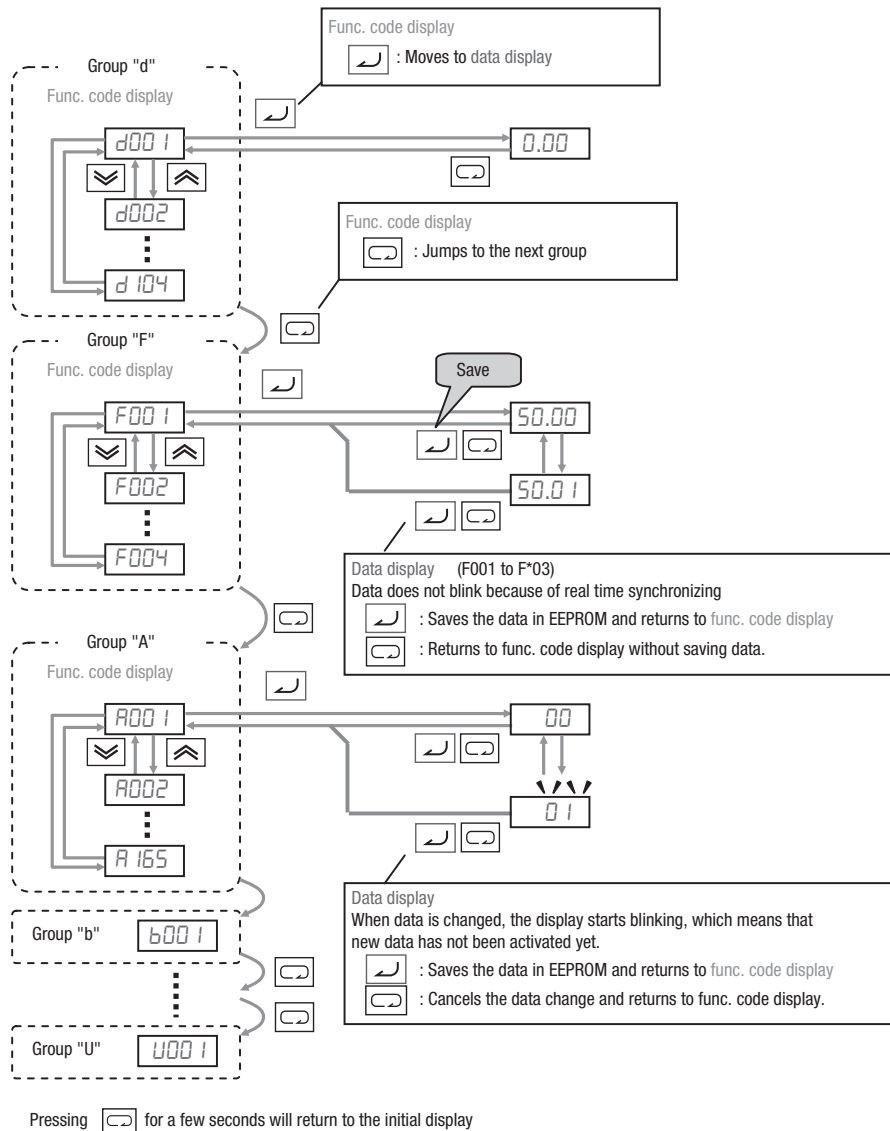 Func. code display
: Moves to data display
Group "d"
Func. code display
d001
0.00
d002
d104
Func. code display
: Jumps to the next group
Group "F"
Func. code display
Save
F001
50.00
F002
50.01
F004
Data display (F001 to F*03)
Data does not blink because of real time synchronizing
: Saves the data in EEPROM and returns to func. code display
: Returns to func. code display without saving data.
Group "A"
Func. code display
A001
00
A002
01
A165
Data display
When data is changed, the display starts blinking, which means that
new data has not been activated yet.
: Saves the data in EEPROM and returns to func. code display
: Cancels the data change and returns to func. code display.
Group "b"
b001
Group "U"
U001
Pressing for a few seconds will return to the initial display